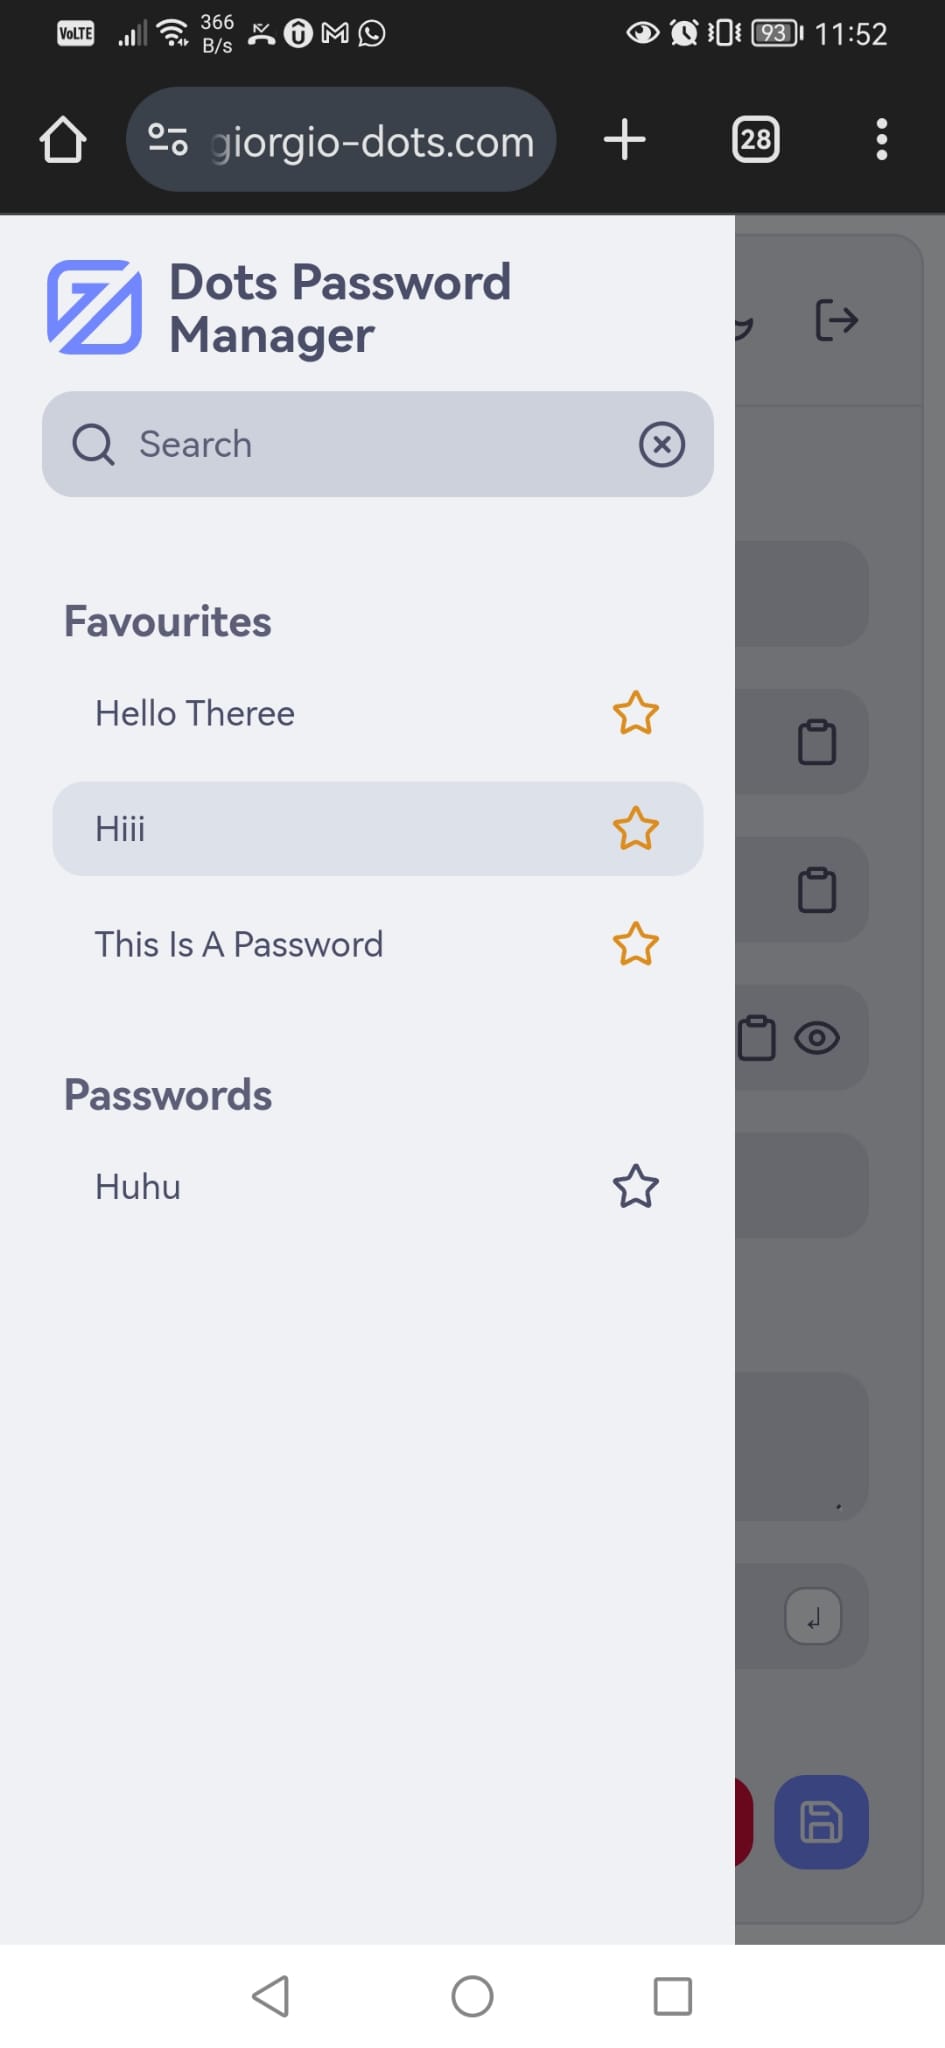 VoLTE
366
B/s
93
11:52
giorgio-dots.com
28
Dots Password
Manager
Search
Favourites
Hello Theree
Hiii
This Is A Password
Passwords
Huhu